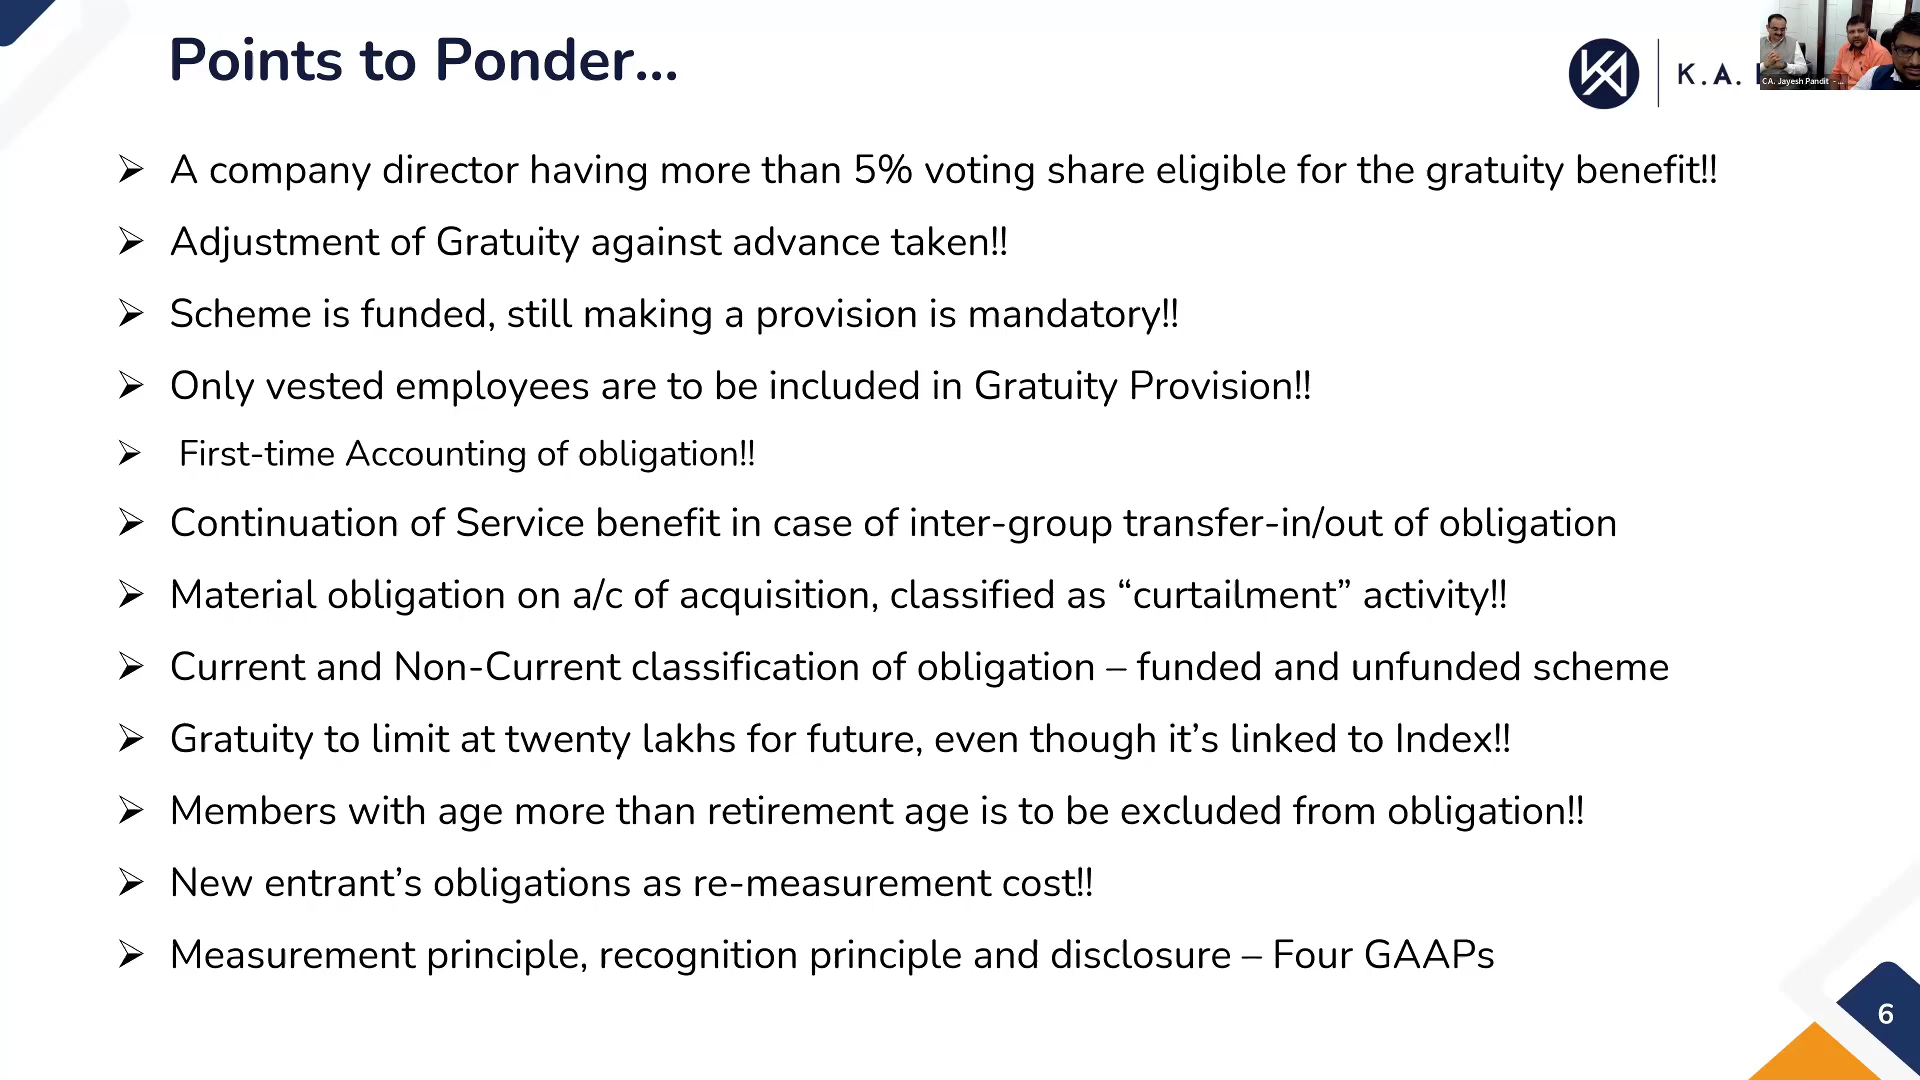 Points to Ponder...
K.A.
CA. Jayesh Pandit - ...
➢ A company director having more than 5% voting share eligible for the gratuity benefit!!
➢ Adjustment of Gratuity against advance taken!!
➢ Scheme is funded, still making a provision is mandatory!!
➢ Only vested employees are to be included in Gratuity Provision!!
➢ First-time Accounting of obligation!!
➢ Continuation of Service benefit in case of inter-group transfer-in/out of obligation
➢ Material obligation on a/c of acquisition, classified as “curtailment” activity!!
➢ Current and Non-Current classification of obligation – funded and unfunded scheme
➢ Gratuity to limit at twenty lakhs for future, even though it’s linked to Index!!
➢ Members with age more than retirement age is to be excluded from obligation!!
➢ New entrant’s obligations as re-measurement cost!!
➢ Measurement principle, recognition principle and disclosure – Four GAAPs
6